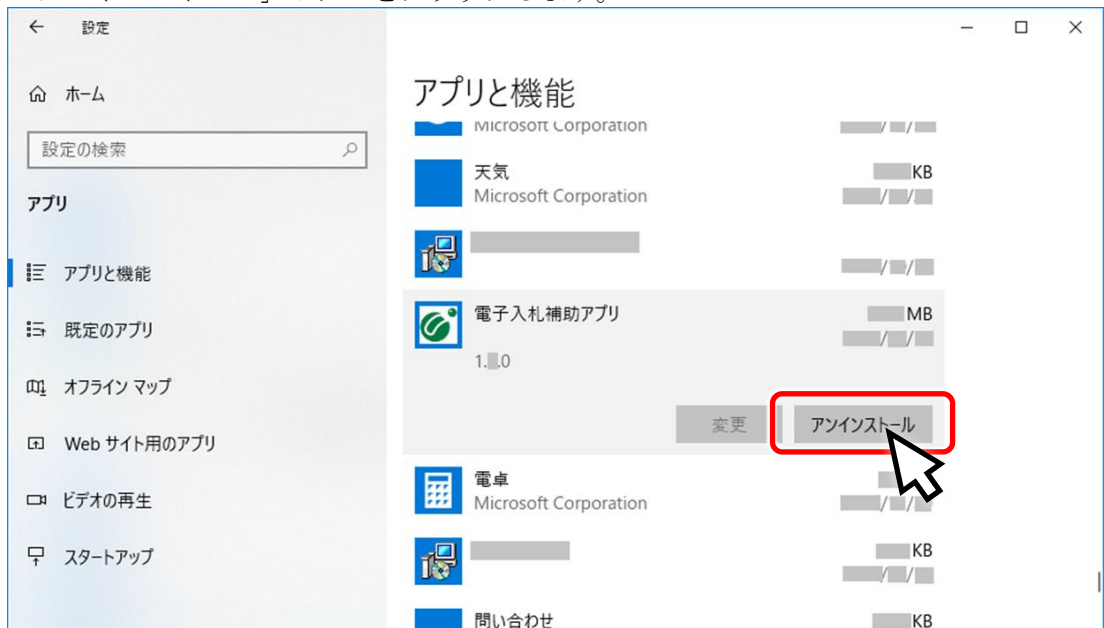 設定
ホーム
設定の検索
アプリ
アプリと機能
既定のアプリ
オフライン マップ
Web サイト用のアプリ
ビデオの再生
スタートアップ
アプリと機能
Microsoft Corporation
/ /
天気
KB
Microsoft Corporation
/ /
/ /
電子入札補助アプリ
MB
/ /
1. .0
変更
アンインストール
電卓
Microsoft Corporation
/ /
KB
/ /
問い合わせ
KB